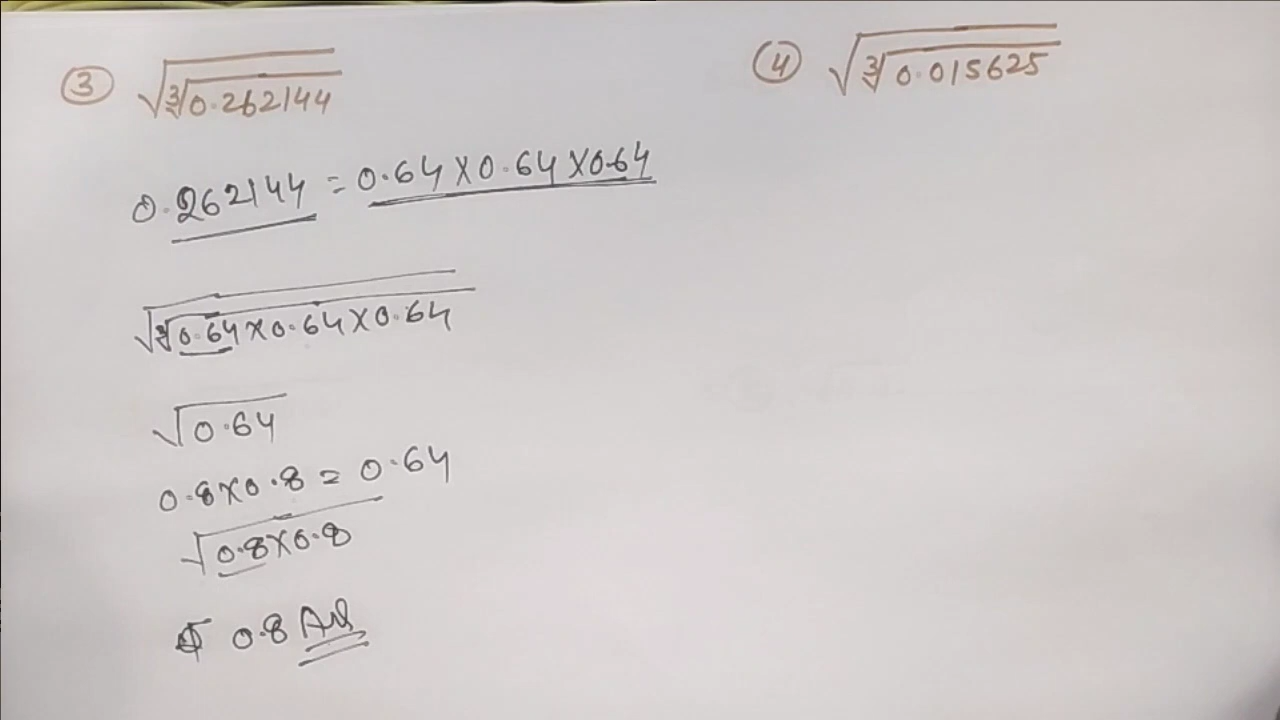 ③ √∛0.262144
④ √∛0.015625
0.262144 = 0.64 × 0.64 × 0.64
√∛0.64 × 0.64 × 0.64
√0.64
0.8 × 0.8 = 0.64
√0.8 × 0.8
0.8 Ans